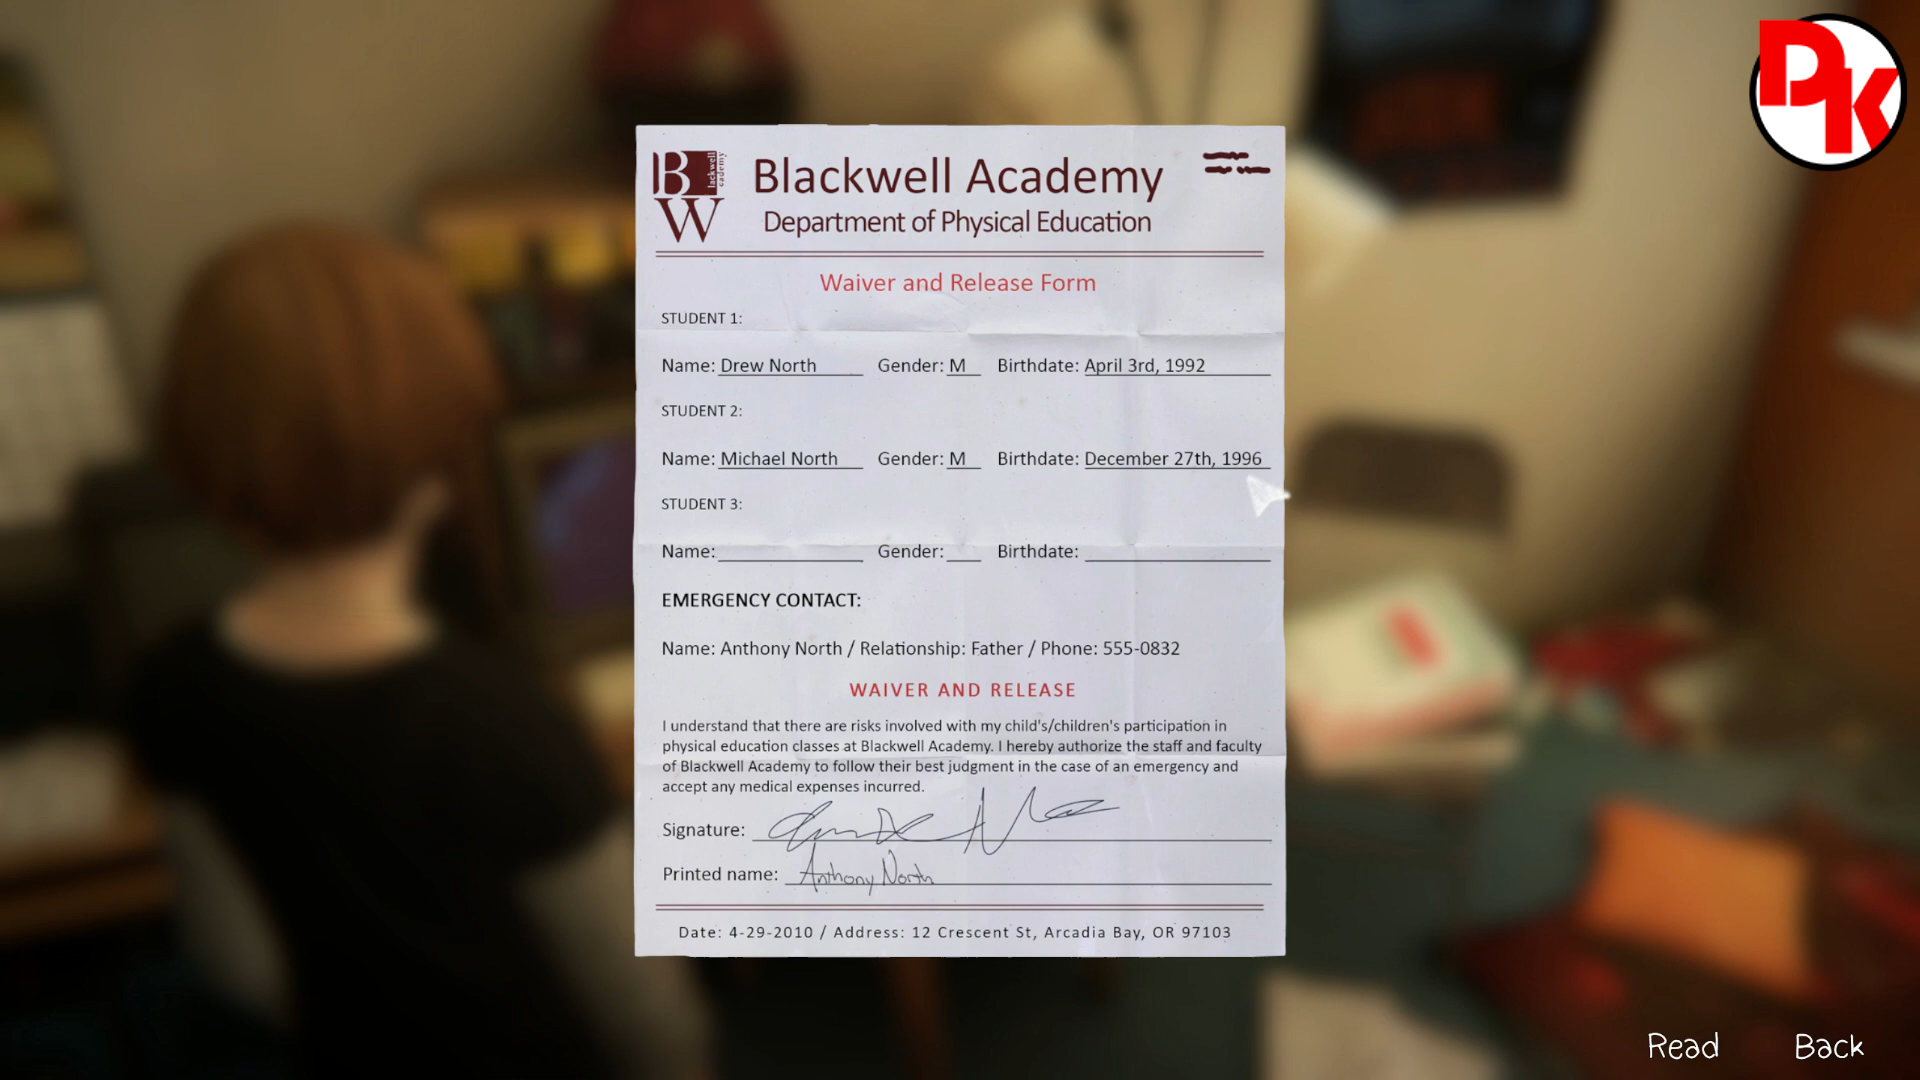 DK
BW lackwell cademy
Blackwell Academy
Department of Physical Education
Waiver and Release Form
STUDENT 1:
Name: Drew North Gender: M Birthdate: April 3rd, 1992
STUDENT 2:
Name: Michael North Gender: M Birthdate: December 27th, 1996
STUDENT 3:
Name: Gender: Birthdate:
EMERGENCY CONTACT:
Name: Anthony North / Relationship: Father / Phone: 555-0832
WAIVER AND RELEASE
I understand that there are risks involved with my child's/children's participation in
physical education classes at Blackwell Academy. I hereby authorize the staff and faculty
of Blackwell Academy to follow their best judgment in the case of an emergency and
accept any medical expenses incurred.
Signature:
Printed name: Anthony North
Date: 4-29-2010 / Address: 12 Crescent St, Arcadia Bay, OR 97103
Read Back